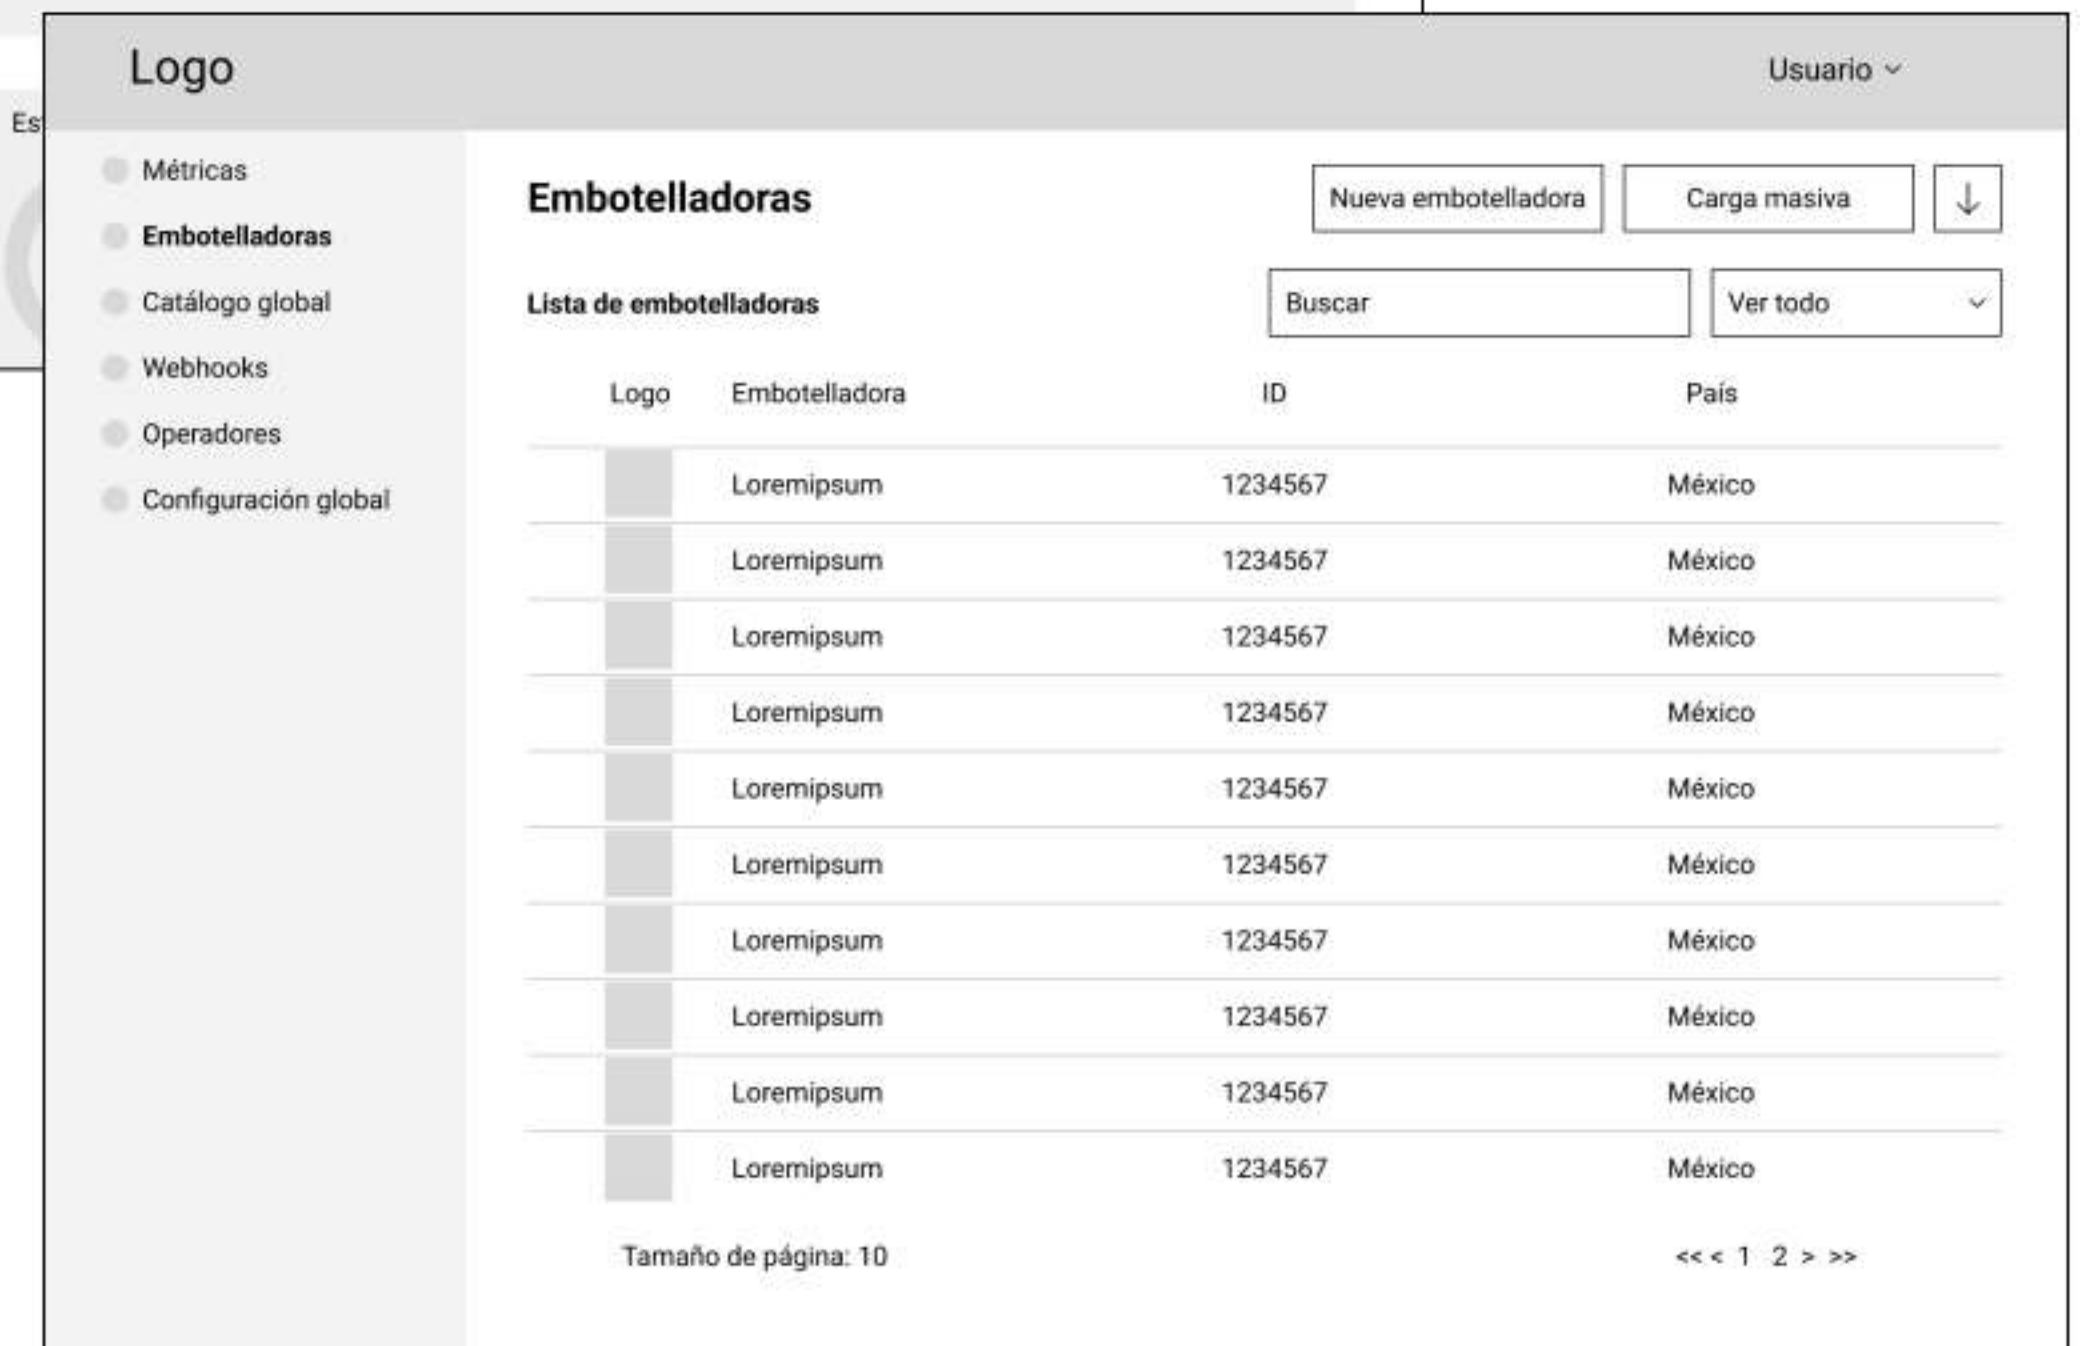 Logo
Usuario
Es
Métricas
Embotelladoras
Catálogo global
Webhooks
Operadores
Configuración global
Embotelladoras
Nueva embotelladora
Carga masiva
Lista de embotelladoras
Buscar
Ver todo
Logo Embotelladora ID País
Loremipsum 1234567 México
Loremipsum 1234567 México
Loremipsum 1234567 México
Loremipsum 1234567 México
Loremipsum 1234567 México
Loremipsum 1234567 México
Loremipsum 1234567 México
Loremipsum 1234567 México
Loremipsum 1234567 México
Loremipsum 1234567 México
Tamaño de página: 10
<< < 1 2 > >>